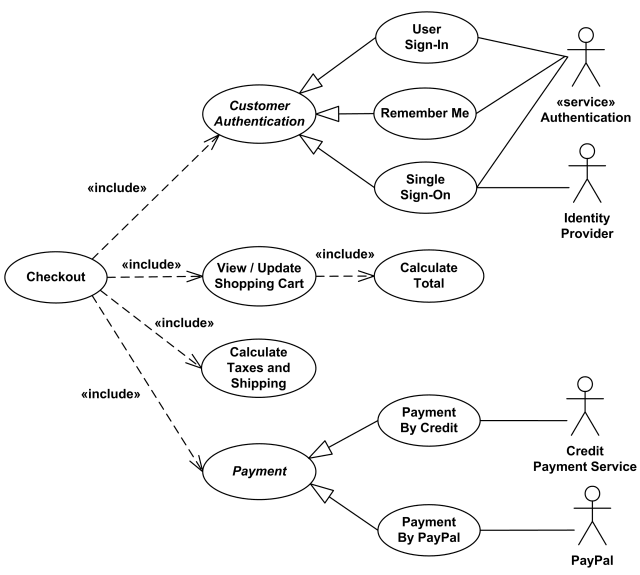 User
Sign-In
«service»
Authentication
Customer
Authentication
Remember Me
«include»
Single
Sign-On
Identity
Provider
Checkout
«include»
View / Update
Shopping Cart
«include»
Calculate
Total
«include»
Calculate
Taxes and
Shipping
«include»
Payment
By Credit
Credit
Payment Service
Payment
Payment
By PayPal
PayPal